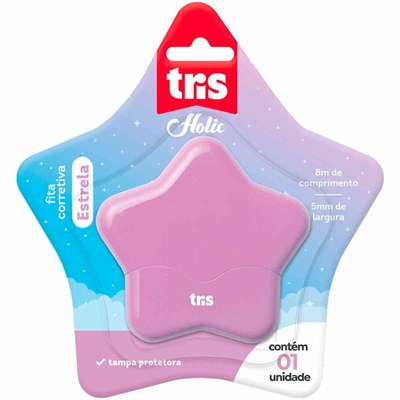 tris
Holic
fita
corretiva
Estrela
8m de
comprimento
5mm de
largura
tris
✓ tampa protetora
contém
01
unidade